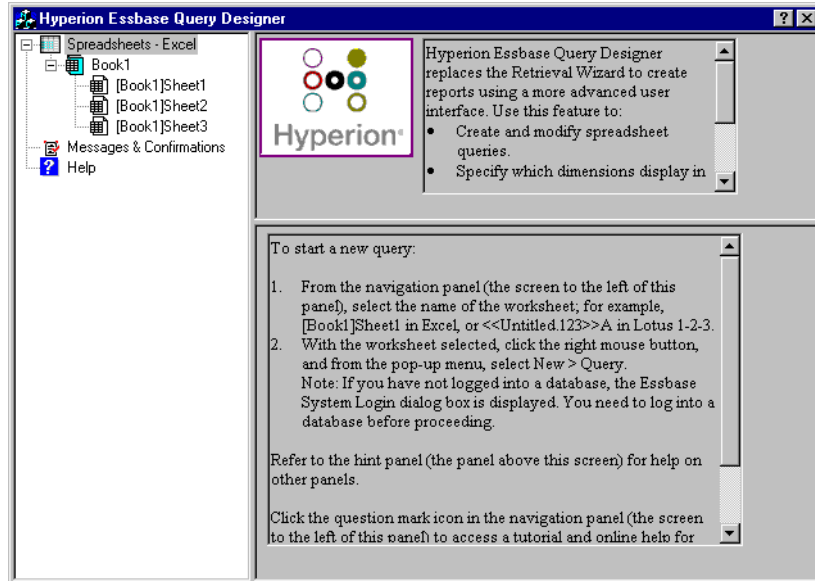 Hyperion Essbase Query Designer
Spreadsheets - Excel
Book1
[Book1]Sheet1
[Book1]Sheet2
[Book1]Sheet3
Messages & Confirmations
? Help
Hyperion
Hyperion Essbase Query Designer
replaces the Retrieval Wizard to create
reports using a more advanced user
interface. Use this feature to:
● Create and modify spreadsheet
queries.
● Specify which dimensions display in
To start a new query:
1. From the navigation panel (the screen to the left of this
panel), select the name of the worksheet; for example,
[Book1]Sheet1 in Excel, or <<Untitled.123>>A in Lotus 1-2-3.
2. With the worksheet selected, click the right mouse button,
and from the pop-up menu, select New > Query.
Note: If you have not logged into a database, the Essbase
System Login dialog box is displayed. You need to log into a
database before proceeding.
Refer to the hint panel (the panel above this screen) for help on
other panels.
Click the question mark icon in the navigation panel (the screen
to the left of this panel) to access a tutorial and online help for